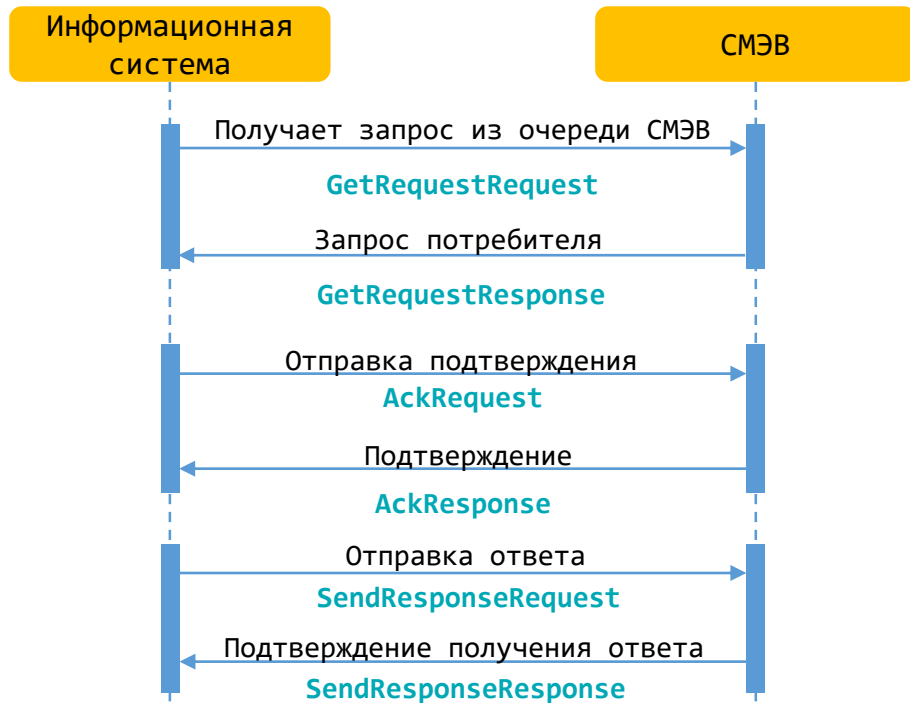 Информационная
система
СМЭВ
Получает запрос из очереди СМЭВ
GetRequestRequest
Запрос потребителя
GetRequestResponse
Отправка подтверждения
AckRequest
Подтверждение
AckResponse
Отправка ответа
SendResponseRequest
Подтверждение получения ответа
SendResponseResponse